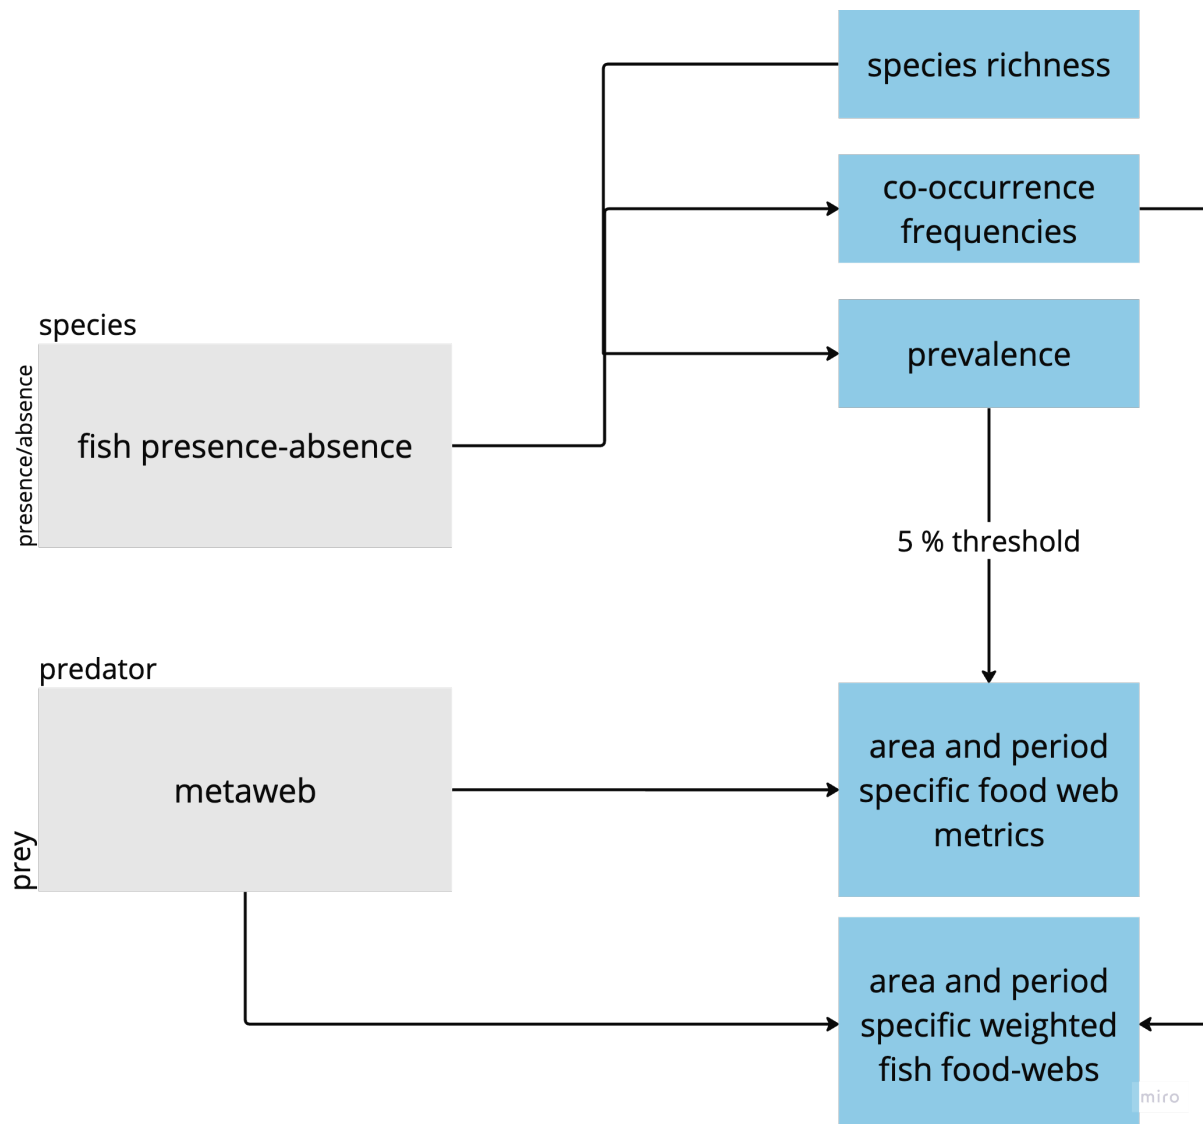 species richness
co-occurrence
frequencies
species
prevalence
presence/absence
fish presence-absence
5 % threshold
predator
area and period
specific food web
metrics
metaweb
prey
area and period
specific weighted
fish food-webs
miro